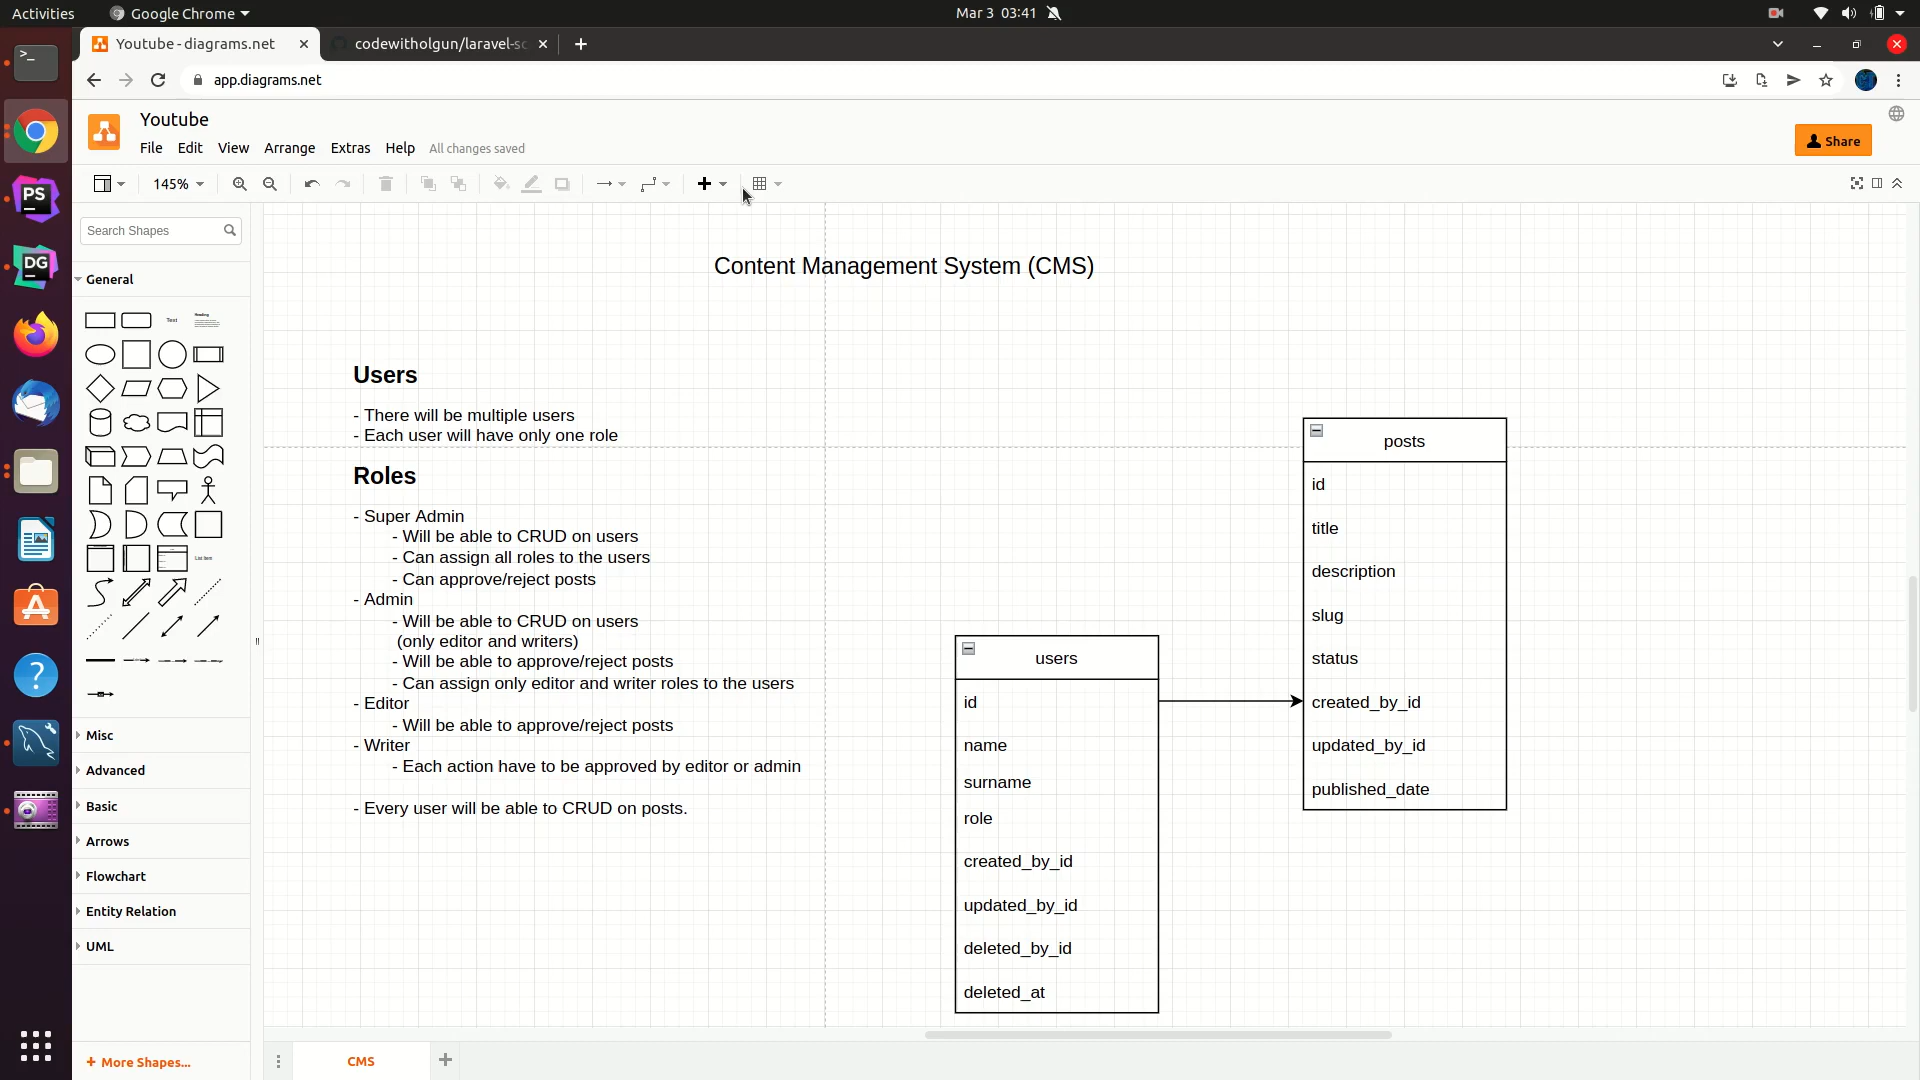 Activities
Google Chrome
Mar 3 03:41
Youtube - diagrams.net
codewitholgun/laravel-sc
app.diagrams.net
Youtube
File Edit View Arrange Extras Help All changes saved
Share
145%
Search Shapes
General
Text
Heading
List Item
Misc
Advanced
Basic
Arrows
Flowchart
Entity Relation
UML
+ More Shapes...
Content Management System (CMS)
Users
- There will be multiple users
- Each user will have only one role
Roles
- Super Admin
- Will be able to CRUD on users
- Can assign all roles to the users
- Can approve/reject posts
- Admin
- Will be able to CRUD on users
(only editor and writers)
- Will be able to approve/reject posts
- Can assign only editor and writer roles to the users
- Editor
- Will be able to approve/reject posts
- Writer
- Each action have to be approved by editor or admin
- Every user will be able to CRUD on posts.
users
id
name
surname
role
created_by_id
updated_by_id
deleted_by_id
deleted_at
posts
id
title
description
slug
status
created_by_id
updated_by_id
published_date
CMS
>_
PS
DG
A
?